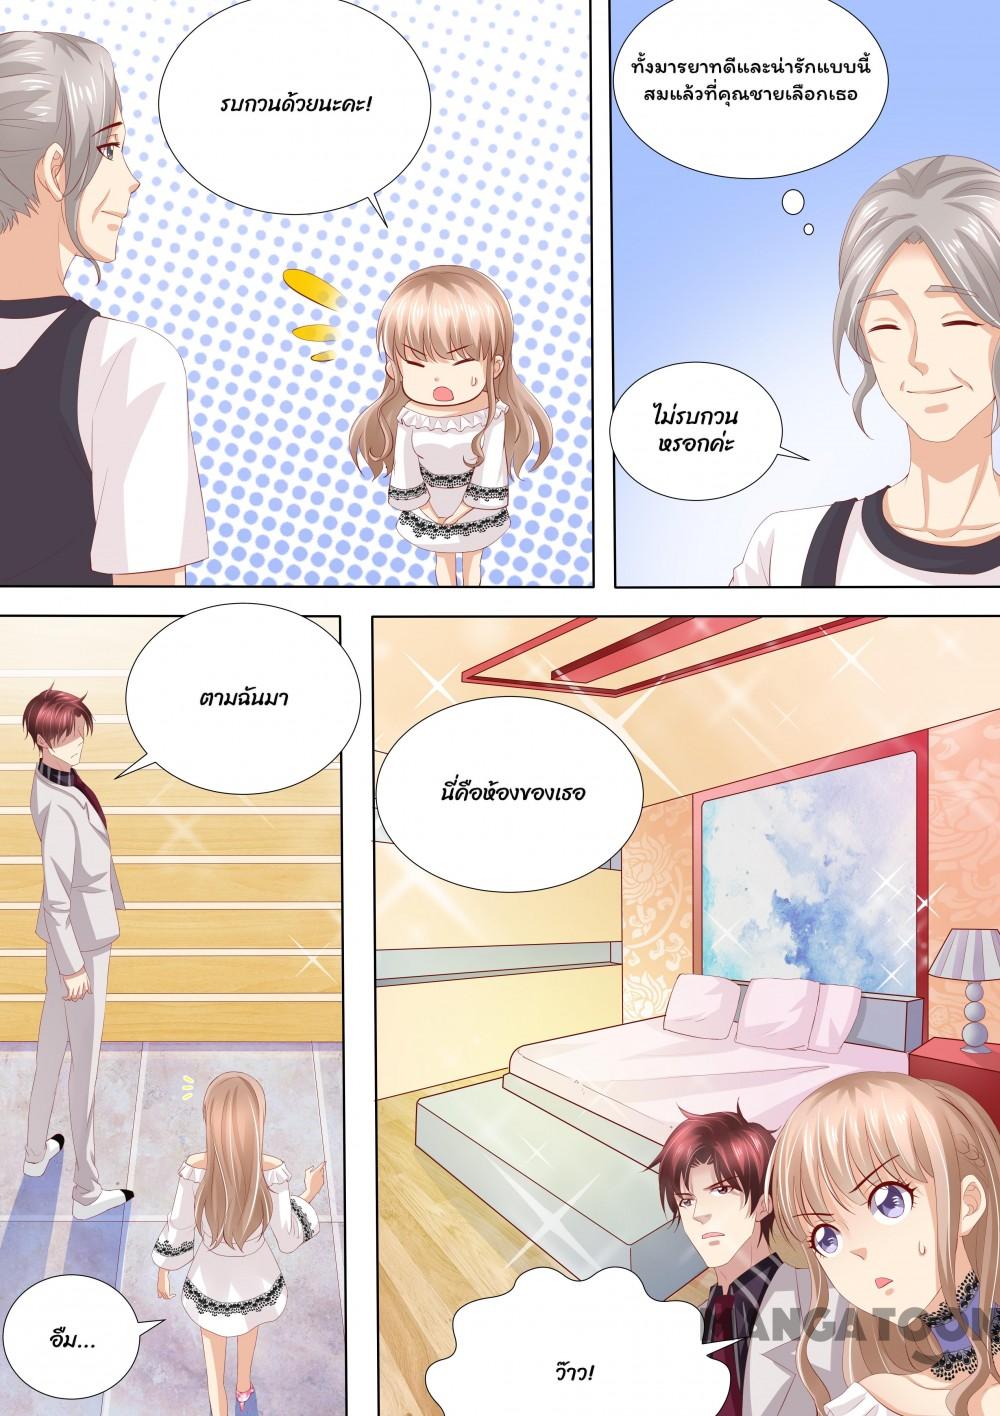 รบกวนด้วยนะคะ!
ทั้งมารยาทดีและน่ารักแบบนี้
สมแล้วที่คุณชายเลือกเธอ
ไม่รบกวน
หรอกค่ะ
ตามฉันมา
นี่คือห้องของเธอ
อืม...
ว๊าว!
MANGATOON